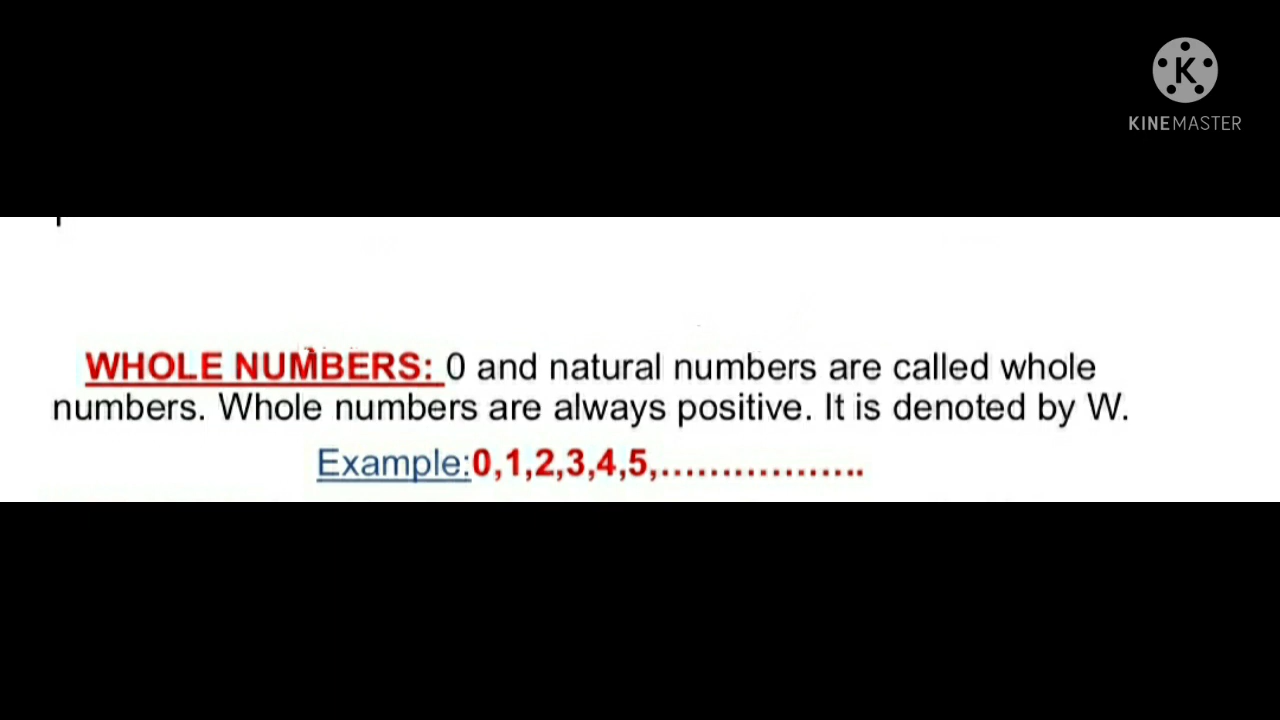 K
KINEMASTER
WHOLE NUMBERS: 0 and natural numbers are called whole
numbers. Whole numbers are always positive. It is denoted by W.
Example:0,1,2,3,4,5,.................